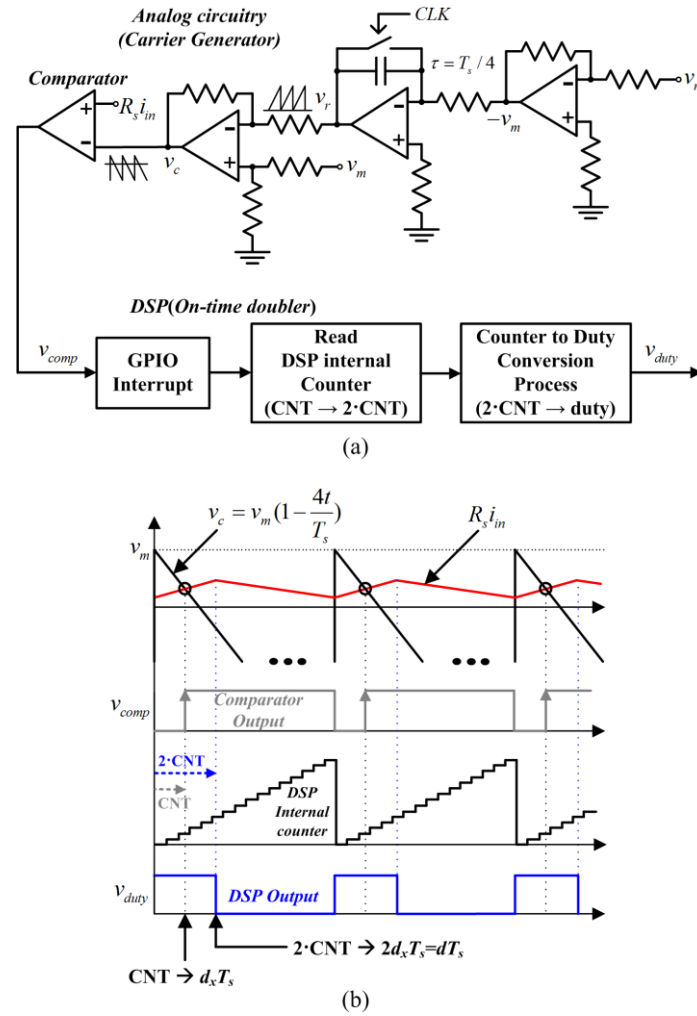 Analog circuitry
(Carrier Generator)
CLK
Comparator
τ = T_s / 4
v_r
−v_m
+
R_s i_in
−
v_c
v_m
DSP(On-time doubler)
v_comp
GPIO
Interrupt
Read
DSP internal
Counter
(CNT → 2·CNT)
Counter to Duty
Conversion
Process
(2·CNT → duty)
v_duty
(a)
v_c = v_m(1 − 4t/T_s)
R_s i_in
v_m
v_comp
Comparator
Output
2·CNT
CNT
DSP
Internal
counter
v_duty
DSP Output
2·CNT → 2d_xT_s=dT_s
CNT → d_xT_s
(b)